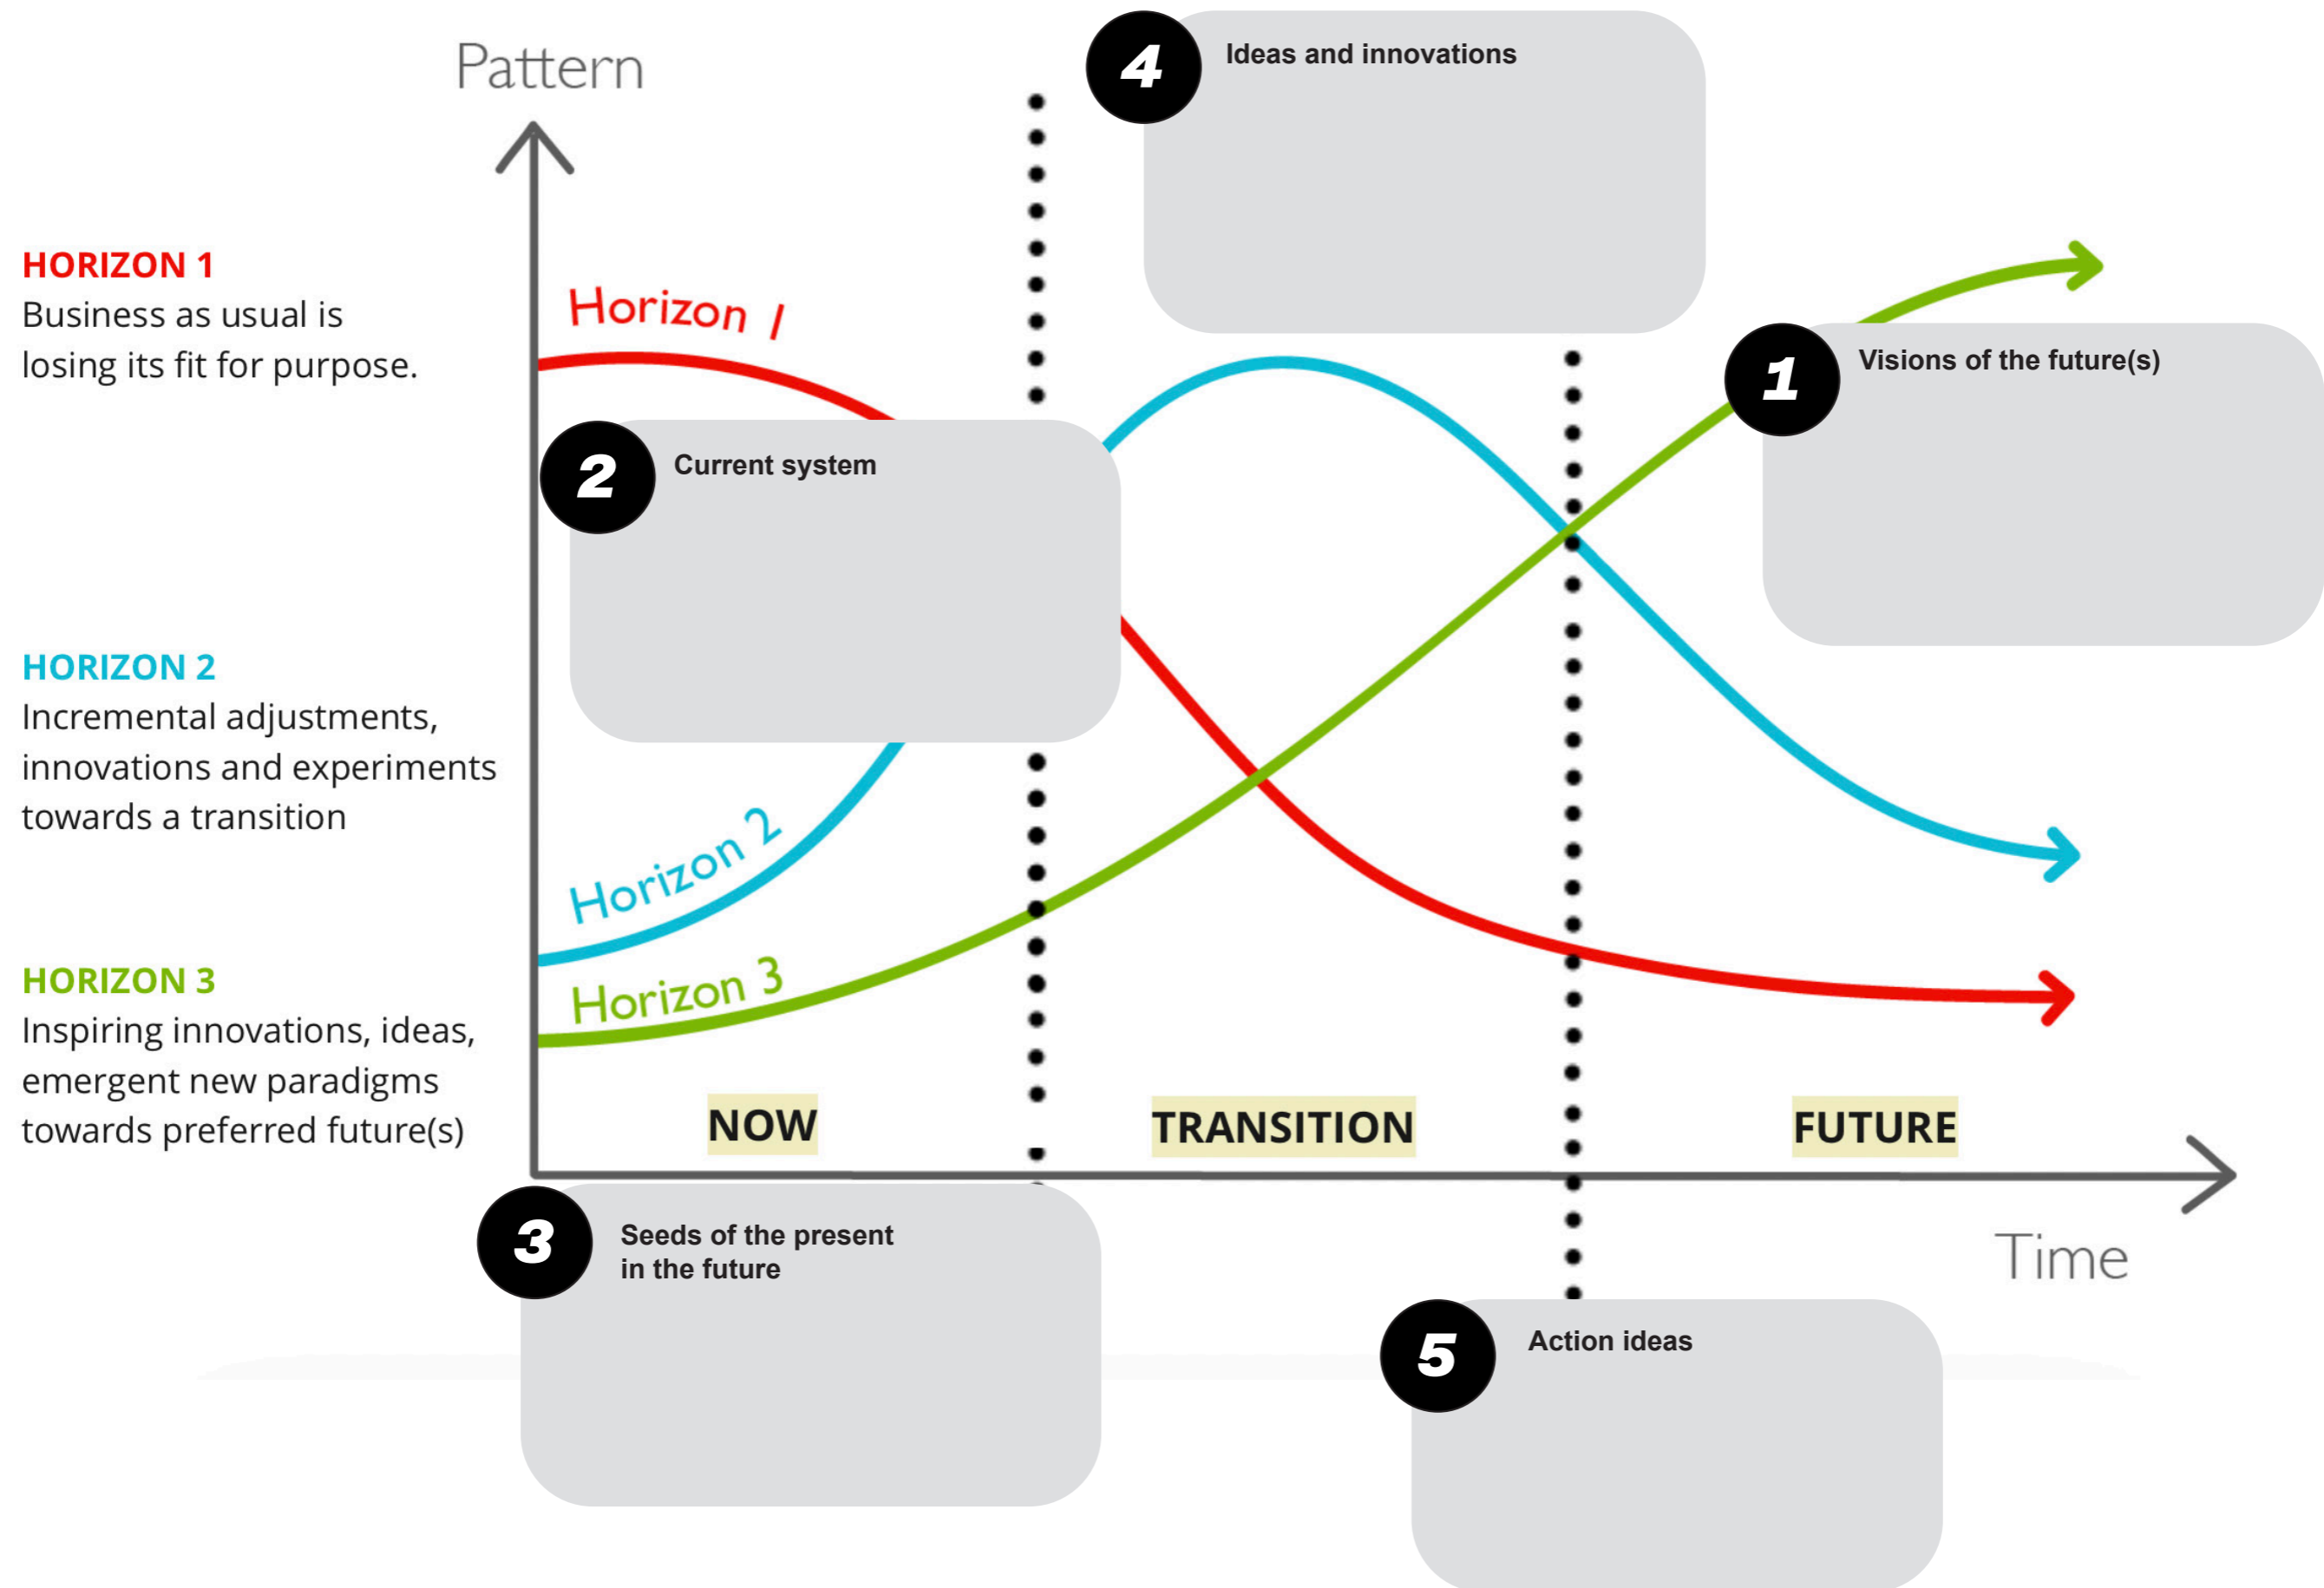 Pattern
4
Ideas and innovations
HORIZON 1
Business as usual is
losing its fit for purpose.
Horizon 1
1
Visions of the future(s)
2
Current system
HORIZON 2
Incremental adjustments,
innovations and experiments
towards a transition
Horizon 2
HORIZON 3
Inspiring innovations, ideas,
emergent new paradigms
towards preferred future(s)
Horizon 3
NOW
TRANSITION
FUTURE
Time
3
Seeds of the present
in the future
5
Action ideas